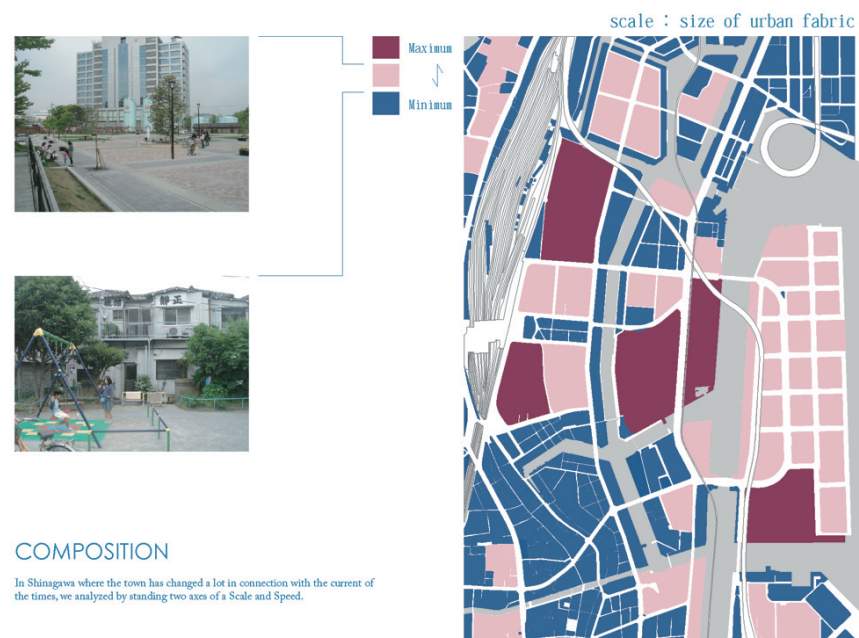 scale : size of urban fabric
Maximum
Minimum
COMPOSITION
In Shinagawa where the town has changed a lot in connection with the current of
the times, we analyzed by standing two axes of a Scale and Speed.